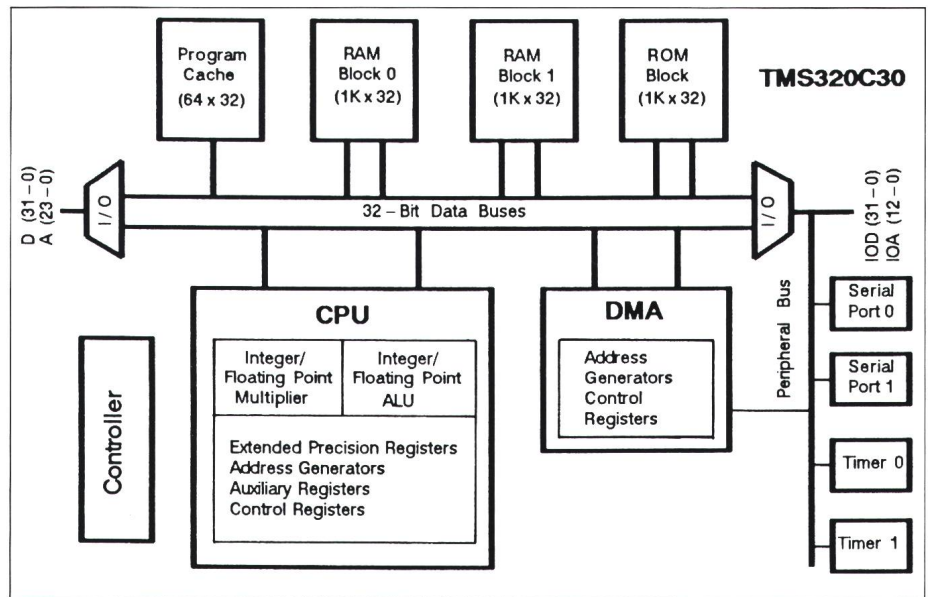 Program
Cache
(64 x 32)
RAM
Block 0
(1K x 32)
RAM
Block 1
(1K x 32)
ROM
Block
(1K x 32)
TMS320C30
D (31-0)
A (23-0)
I/O
32-Bit Data Buses
I/O
IOD (31-0)
IOA (12-0)
Controller
CPU
Integer/
Floating Point
Multiplier
Integer/
Floating Point
ALU
Extended Precision Registers
Address Generators
Auxiliary Registers
Control Registers
DMA
Address
Generators
Control
Registers
Peripheral Bus
Serial
Port 0
Serial
Port 1
Timer 0
Timer 1